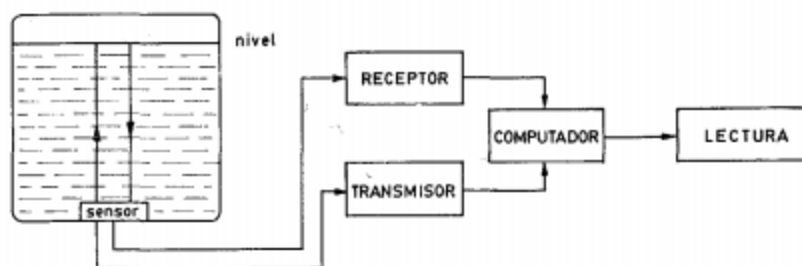 nivel
RECEPTOR
COMPUTADOR
LECTURA
TRANSMISOR
sensor